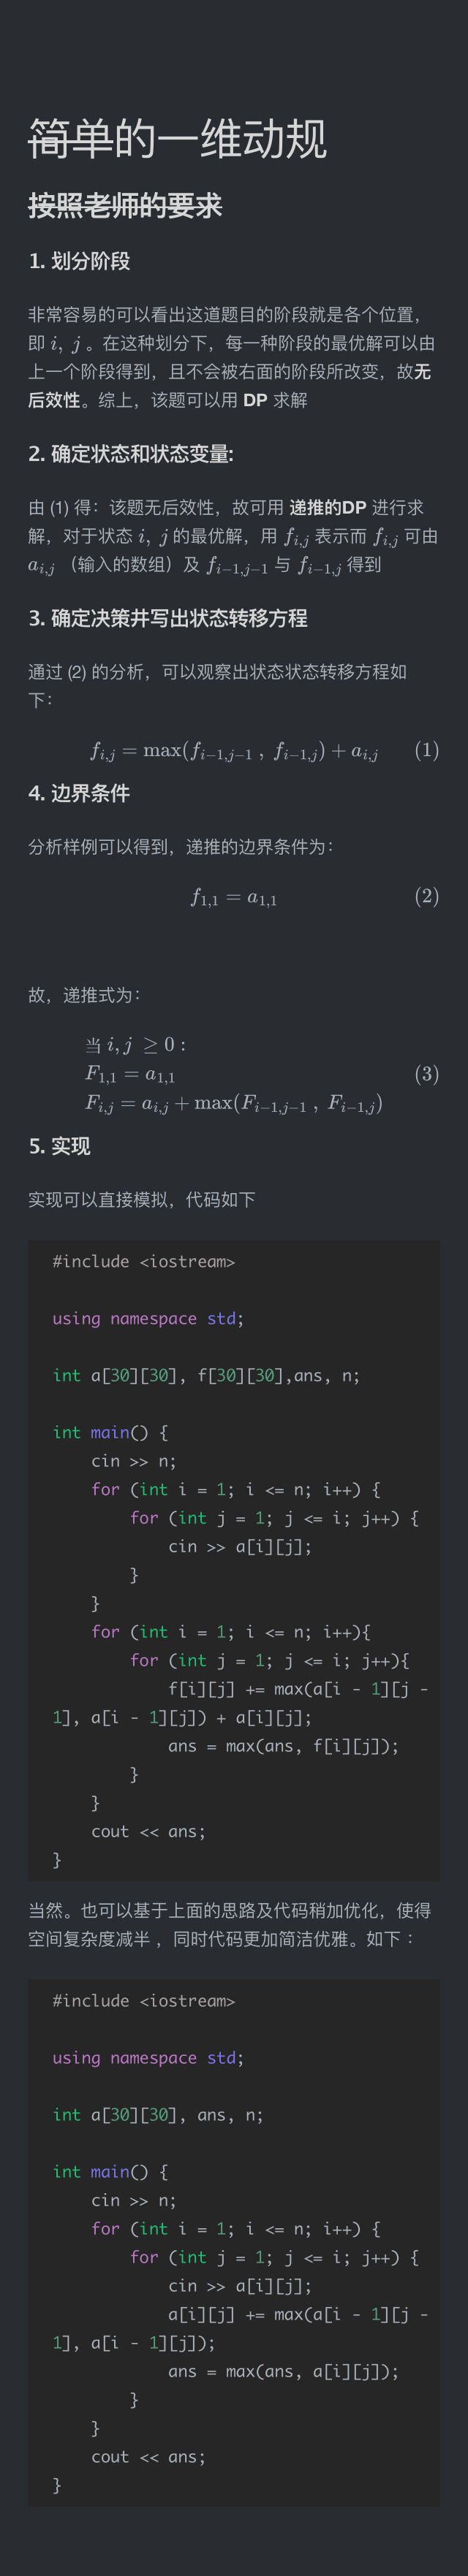 简单的一维动规
按照老师的要求
1. 划分阶段
非常容易的可以看出这道题目的阶段就是各个位置，
即 i, j 。在这种划分下，每一种阶段的最优解可以由
上一个阶段得到，且不会被右面的阶段所改变，故无
后效性。综上，该题可以用 DP 求解
2. 确定状态和状态变量:
由 (1) 得：该题无后效性，故可用 递推的DP 进行求
解，对于状态 i, j 的最优解，用 f_{i,j} 表示而 f_{i,j} 可由
a_{i,j} （输入的数组）及 f_{i−1,j−1} 与 f_{i−1,j} 得到
3. 确定决策并写出状态转移方程
通过 (2) 的分析，可以观察出状态状态转移方程如
下：
f_{i,j} = max(f_{i−1,j−1} , f_{i−1,j}) + a_{i,j} (1)
4. 边界条件
分析样例可以得到，递推的边界条件为：
f_{1,1} = a_{1,1} (2)
故，递推式为：
当 i, j ≥ 0 :
F_{1,1} = a_{1,1} (3)
F_{i,j} = a_{i,j} + max(F_{i−1,j−1} , F_{i−1,j})
5. 实现
实现可以直接模拟，代码如下
#include <iostream>
using namespace std;
int a[30][30], f[30][30],ans, n;
int main() {
    cin >> n;
    for (int i = 1; i <= n; i++) {
        for (int j = 1; j <= i; j++) {
            cin >> a[i][j];
        }
    }
    for (int i = 1; i <= n; i++){
        for (int j = 1; j <= i; j++){
            f[i][j] += max(a[i - 1][j -
1], a[i - 1][j]) + a[i][j];
            ans = max(ans, f[i][j]);
        }
    }
    cout << ans;
}
当然。也可以基于上面的思路及代码稍加优化，使得
空间复杂度减半 ，同时代码更加简洁优雅。如下 ：
#include <iostream>
using namespace std;
int a[30][30], ans, n;
int main() {
    cin >> n;
    for (int i = 1; i <= n; i++) {
        for (int j = 1; j <= i; j++) {
            cin >> a[i][j];
            a[i][j] += max(a[i - 1][j -
1], a[i - 1][j]);
            ans = max(ans, a[i][j]);
        }
    }
    cout << ans;
}